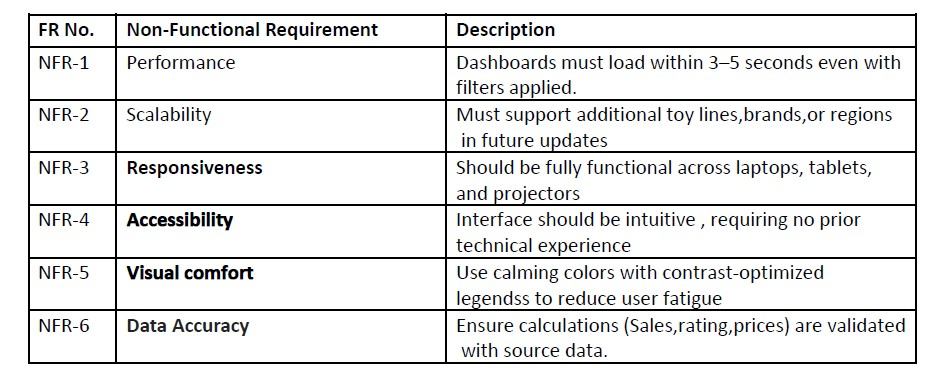 FR No. Non-Functional Requirement Description
NFR-1 Performance Dashboards must load within 3–5 seconds even with
filters applied.
NFR-2 Scalability Must support additional toy lines,brands,or regions
in future updates
NFR-3 Responsiveness Should be fully functional across laptops, tablets,
and projectors
NFR-4 Accessibility Interface should be intuitive , requiring no prior
technical experience
NFR-5 Visual comfort Use calming colors with contrast-optimized
legendss to reduce user fatigue
NFR-6 Data Accuracy Ensure calculations (Sales,rating,prices) are validated
with source data.